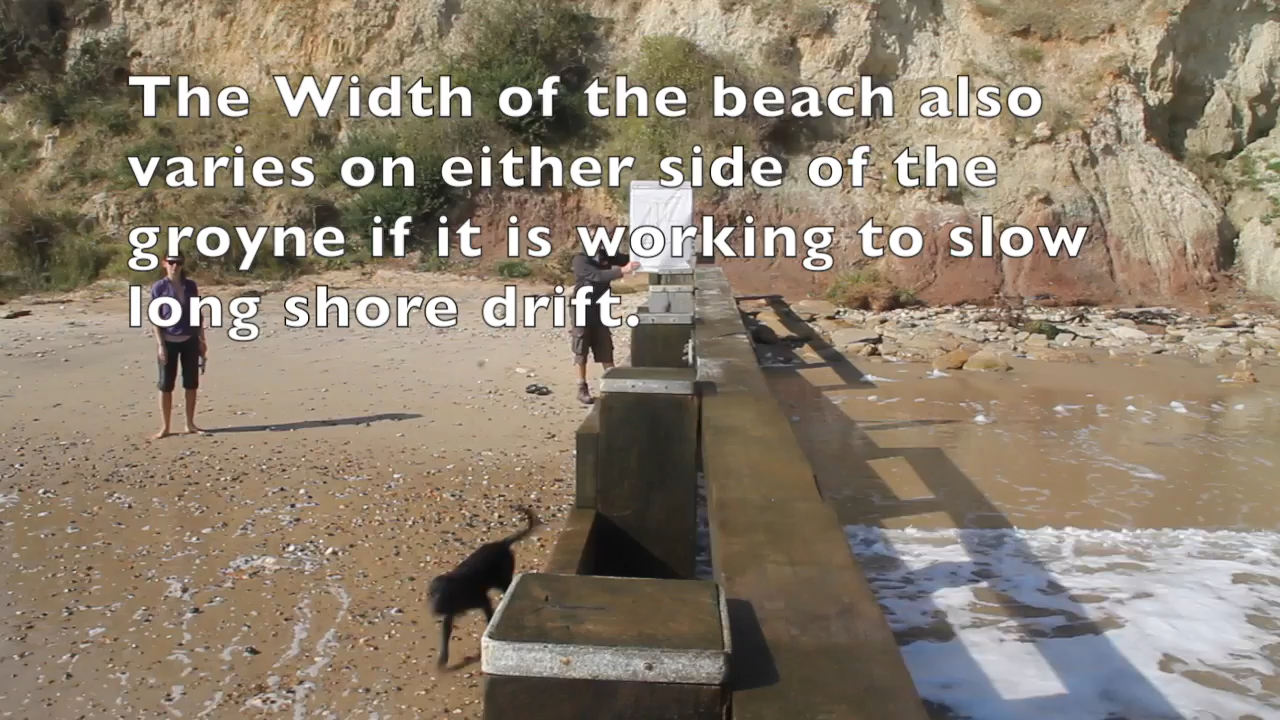 The Width of the beach also
varies on either side of the
groyne if it is working to slow
long shore drift.